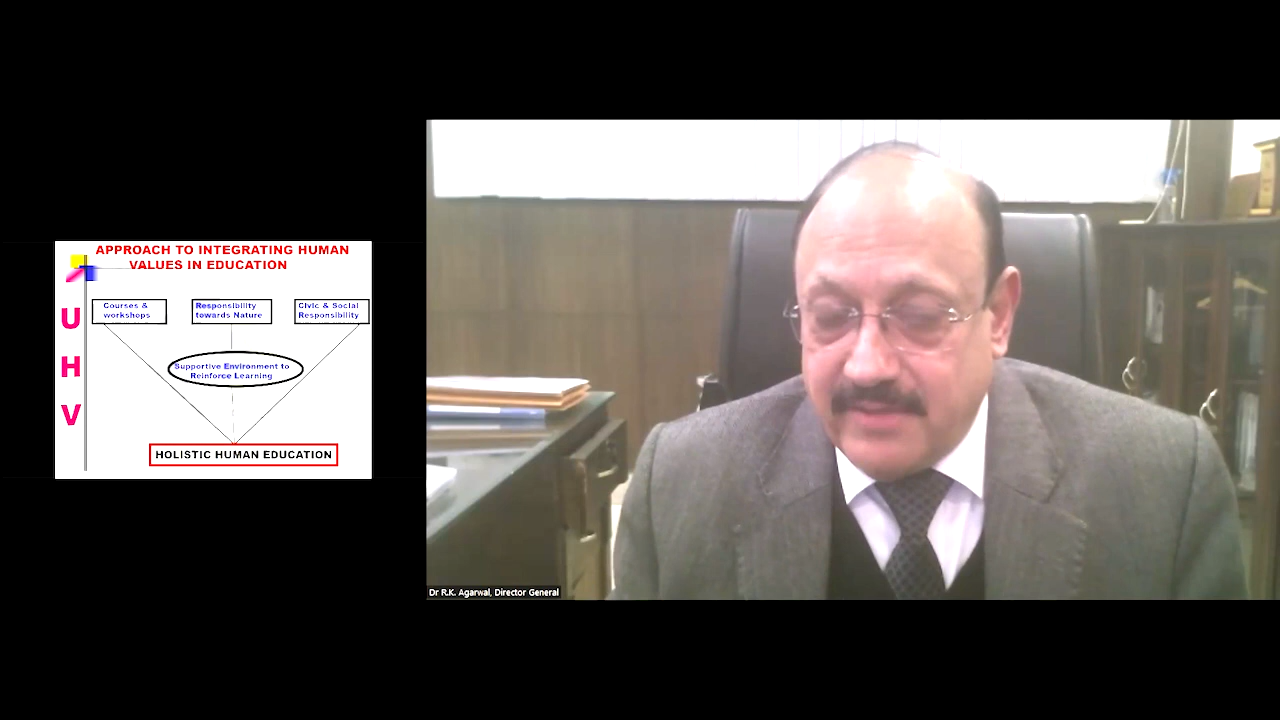 APPROACH TO INTEGRATING HUMAN
VALUES IN EDUCATION
U
H
V
Courses &
workshops
Responsibility
towards Nature
Civic & Social
Responsibility
Supportive Environment to
Reinforce Learning
HOLISTIC HUMAN EDUCATION
Dr R.K. Agarwal, Director General